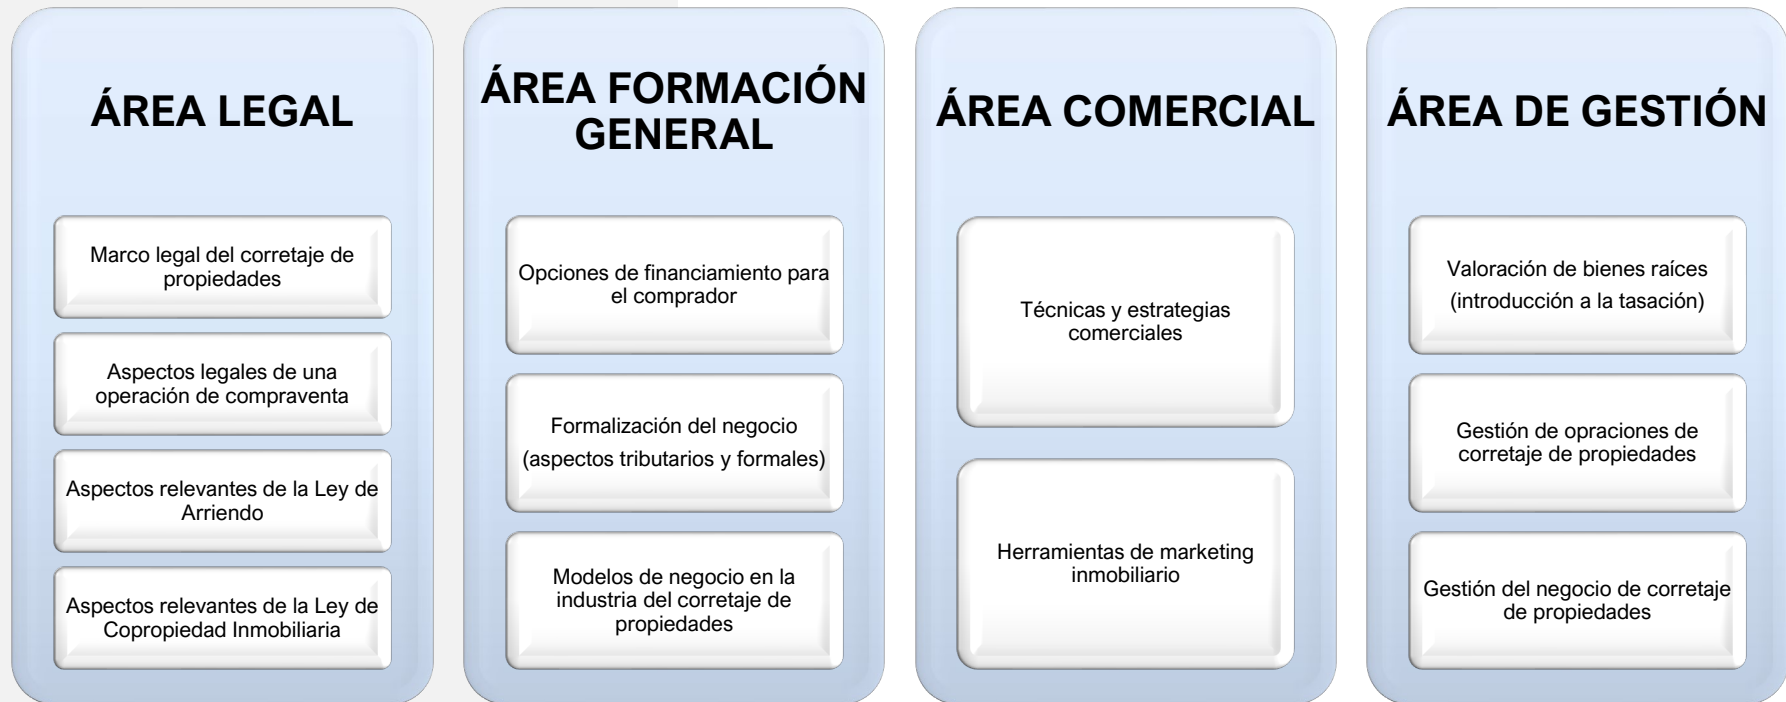 ÁREA LEGAL
Marco legal del corretaje de
propiedades
Aspectos legales de una
operación de compraventa
Aspectos relevantes de la Ley de
Arriendo
Aspectos relevantes de la Ley de
Copropiedad Inmobiliaria
ÁREA FORMACIÓN
GENERAL
Opciones de financiamiento para
el comprador
Formalización del negocio
(aspectos tributarios y formales)
Modelos de negocio en la
industria del corretaje de
propiedades
ÁREA COMERCIAL
Técnicas y estrategias
comerciales
Herramientas de marketing
inmobiliario
ÁREA DE GESTIÓN
Valoración de bienes raíces
(introducción a la tasación)
Gestión de opraciones de
corretaje de propiedades
Gestión del negocio de corretaje
de propiedades